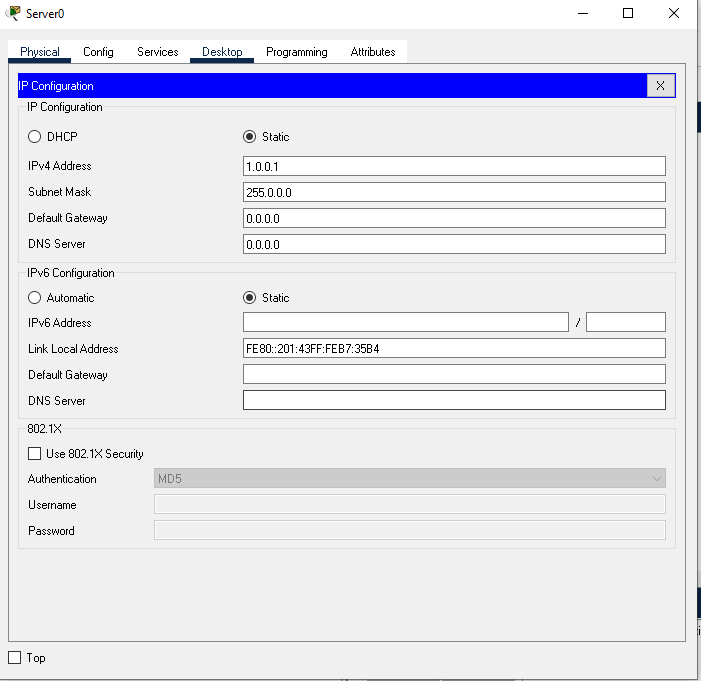 Server0
Physical Config Services Desktop Programming Attributes
IP Configuration X
IP Configuration
DHCP Static
IPv4 Address 1.0.0.1
Subnet Mask 255.0.0.0
Default Gateway 0.0.0.0
DNS Server 0.0.0.0
IPv6 Configuration
Automatic Static
IPv6 Address /
Link Local Address FE80::201:43FF:FEB7:35B4
Default Gateway
DNS Server
802.1X
Use 802.1X Security
Authentication MD5
Username
Password
Top